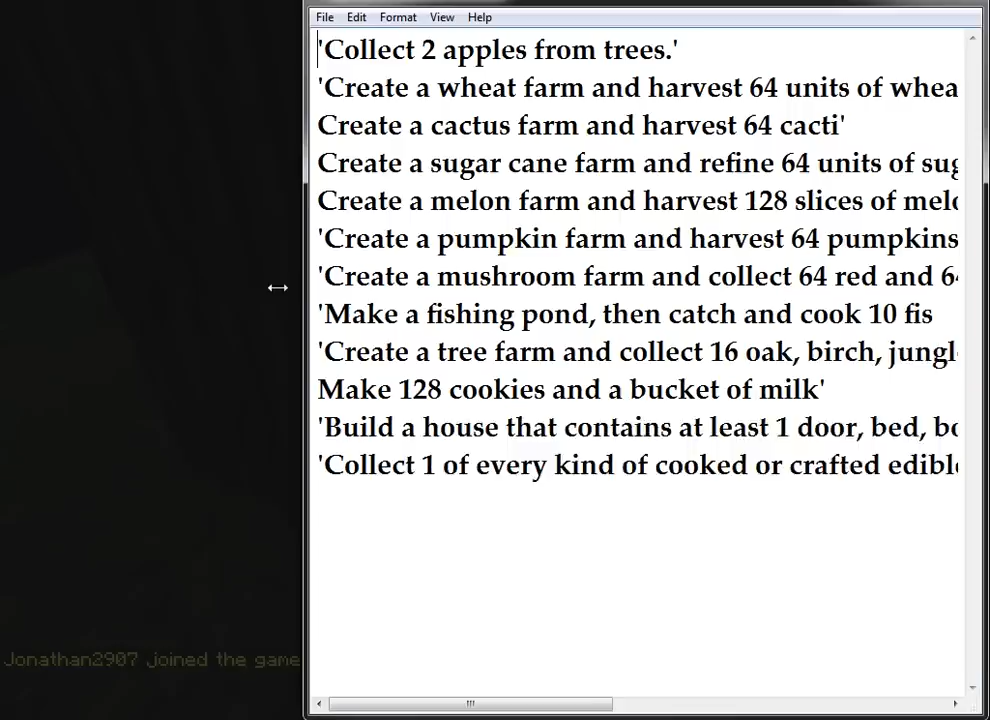 File Edit Format View Help
'Collect 2 apples from trees.'
'Create a wheat farm and harvest 64 units of whea
Create a cactus farm and harvest 64 cacti'
Create a sugar cane farm and refine 64 units of sug
Create a melon farm and harvest 128 slices of melo
'Create a pumpkin farm and harvest 64 pumpkins
'Create a mushroom farm and collect 64 red and 64
'Make a fishing pond, then catch and cook 10 fis
'Create a tree farm and collect 16 oak, birch, jungl
Make 128 cookies and a bucket of milk'
'Build a house that contains at least 1 door, bed, bo
'Collect 1 of every kind of cooked or crafted edibl
Jonathan2907 joined the game